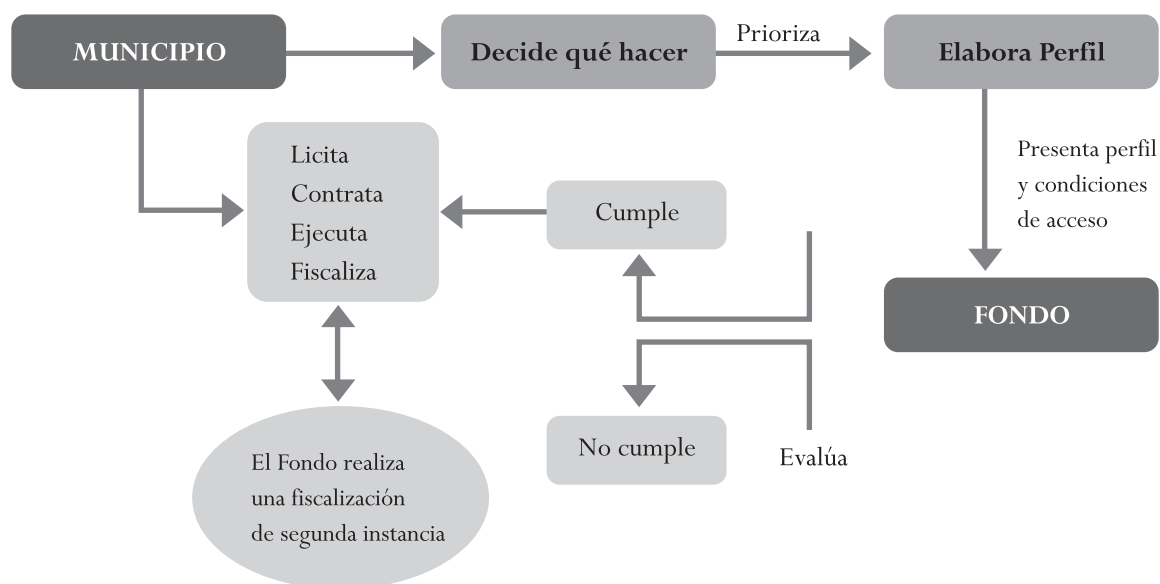 MUNICIPIO
Decide qué hacer
Prioriza
Elabora Perfil
Presenta perfil
y condiciones
de acceso
FONDO
Licita
Contrata
Ejecuta
Fiscaliza
Cumple
No cumple
Evalúa
El Fondo realiza
una fiscalización
de segunda instancia